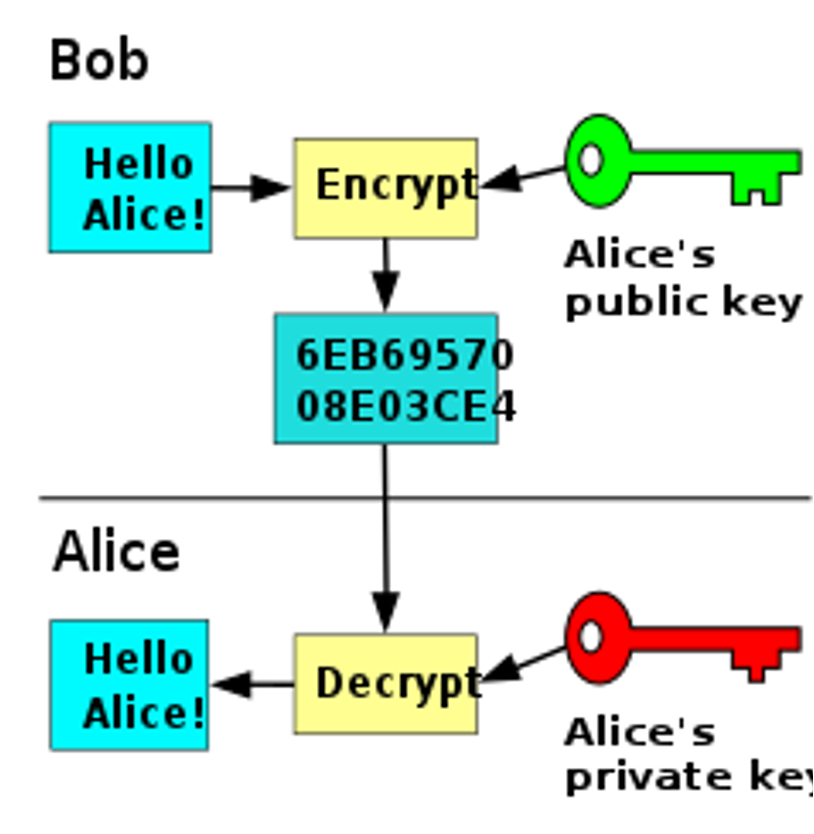 Bob
Hello
Alice!
Encrypt
Alice's
public key
6EB69570
08E03CE4
Alice
Hello
Alice!
Decrypt
Alice's
private key